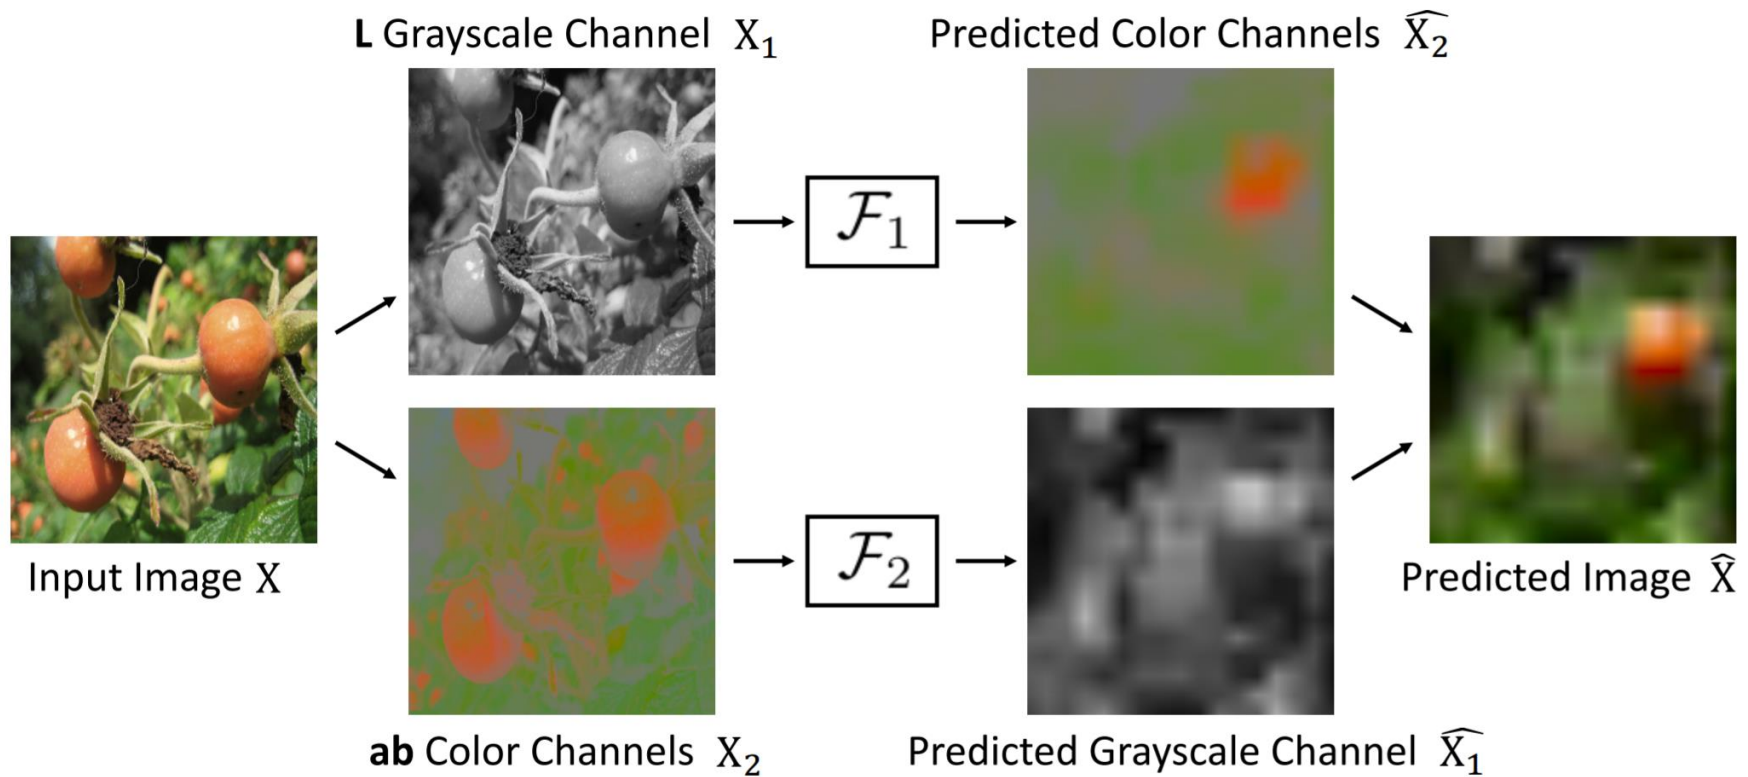 L Grayscale Channel X₁
Predicted Color Channels X̂₂
F₁
Input Image X
Predicted Image X̂
F₂
ab Color Channels X₂
Predicted Grayscale Channel X̂₁